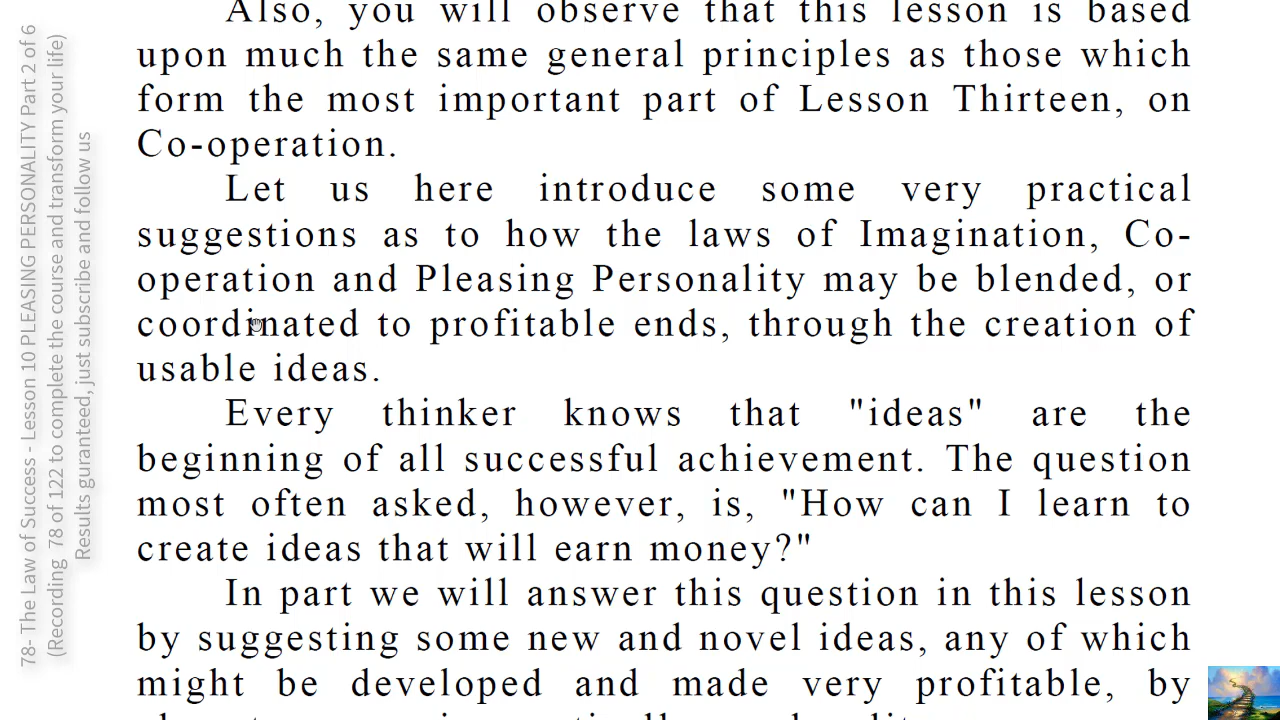 Also, you will observe that this lesson is based
upon much the same general principles as those which
form the most important part of Lesson Thirteen, on
Co-operation.
Let us here introduce some very practical
suggestions as to how the laws of Imagination, Co-
operation and Pleasing Personality may be blended, or
coordinated to profitable ends, through the creation of
usable ideas.
Every thinker knows that "ideas" are the
beginning of all successful achievement. The question
most often asked, however, is, "How can I learn to
create ideas that will earn money?"
In part we will answer this question in this lesson
by suggesting some new and novel ideas, any of which
might be developed and made very profitable, by
78- The Law of Success - Lesson 10 PLEASING PERSONALITY Part 2 of 6
(Recording 78 of 122 to complete the course and transform your life)
Results guranteed, just subscribe and follow us